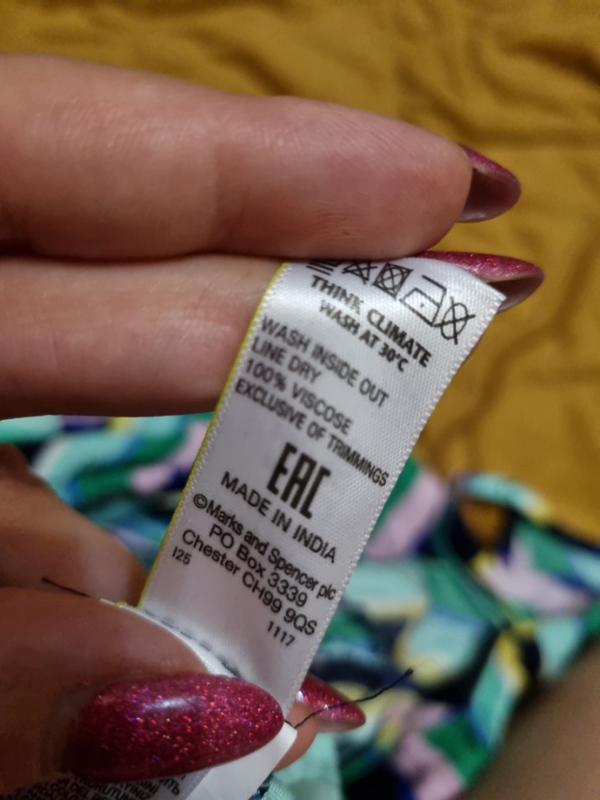 THINK CLIMATE
WASH AT 30°C
WASH INSIDE OUT
LINE DRY
100% VISCOSE
EXCLUSIVE OF TRIMMINGS
EAC
MADE IN INDIA
©Marks and Spencer plc
PO Box 3339
Chester CH99 9QS
I25
1117